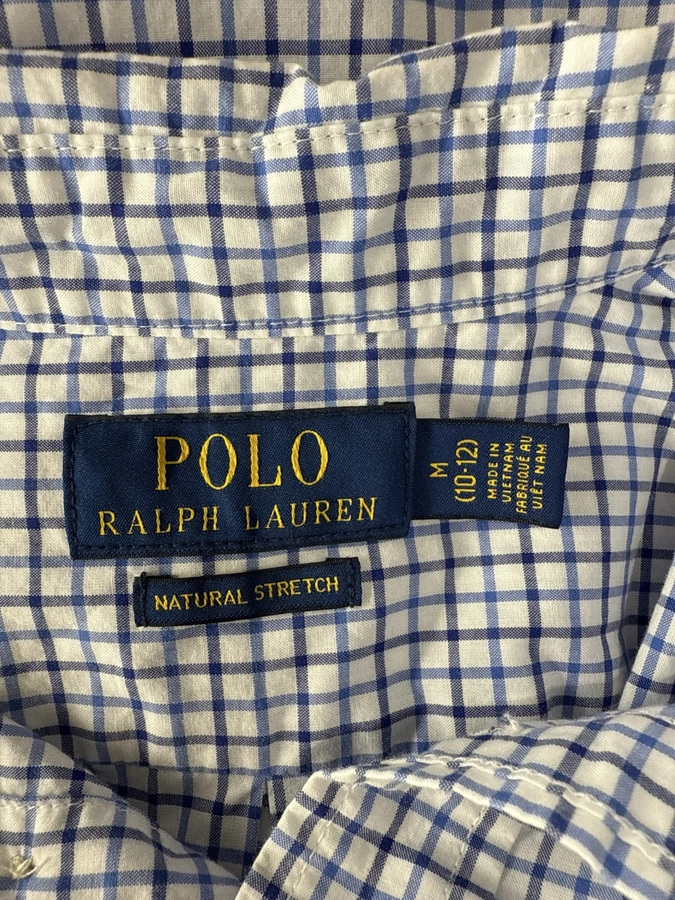 POLO
RALPH LAUREN
NATURAL STRETCH
M
(10-12)
MADE IN
VIETNAM
FABRIQUÉ AU
VIÊT NAM